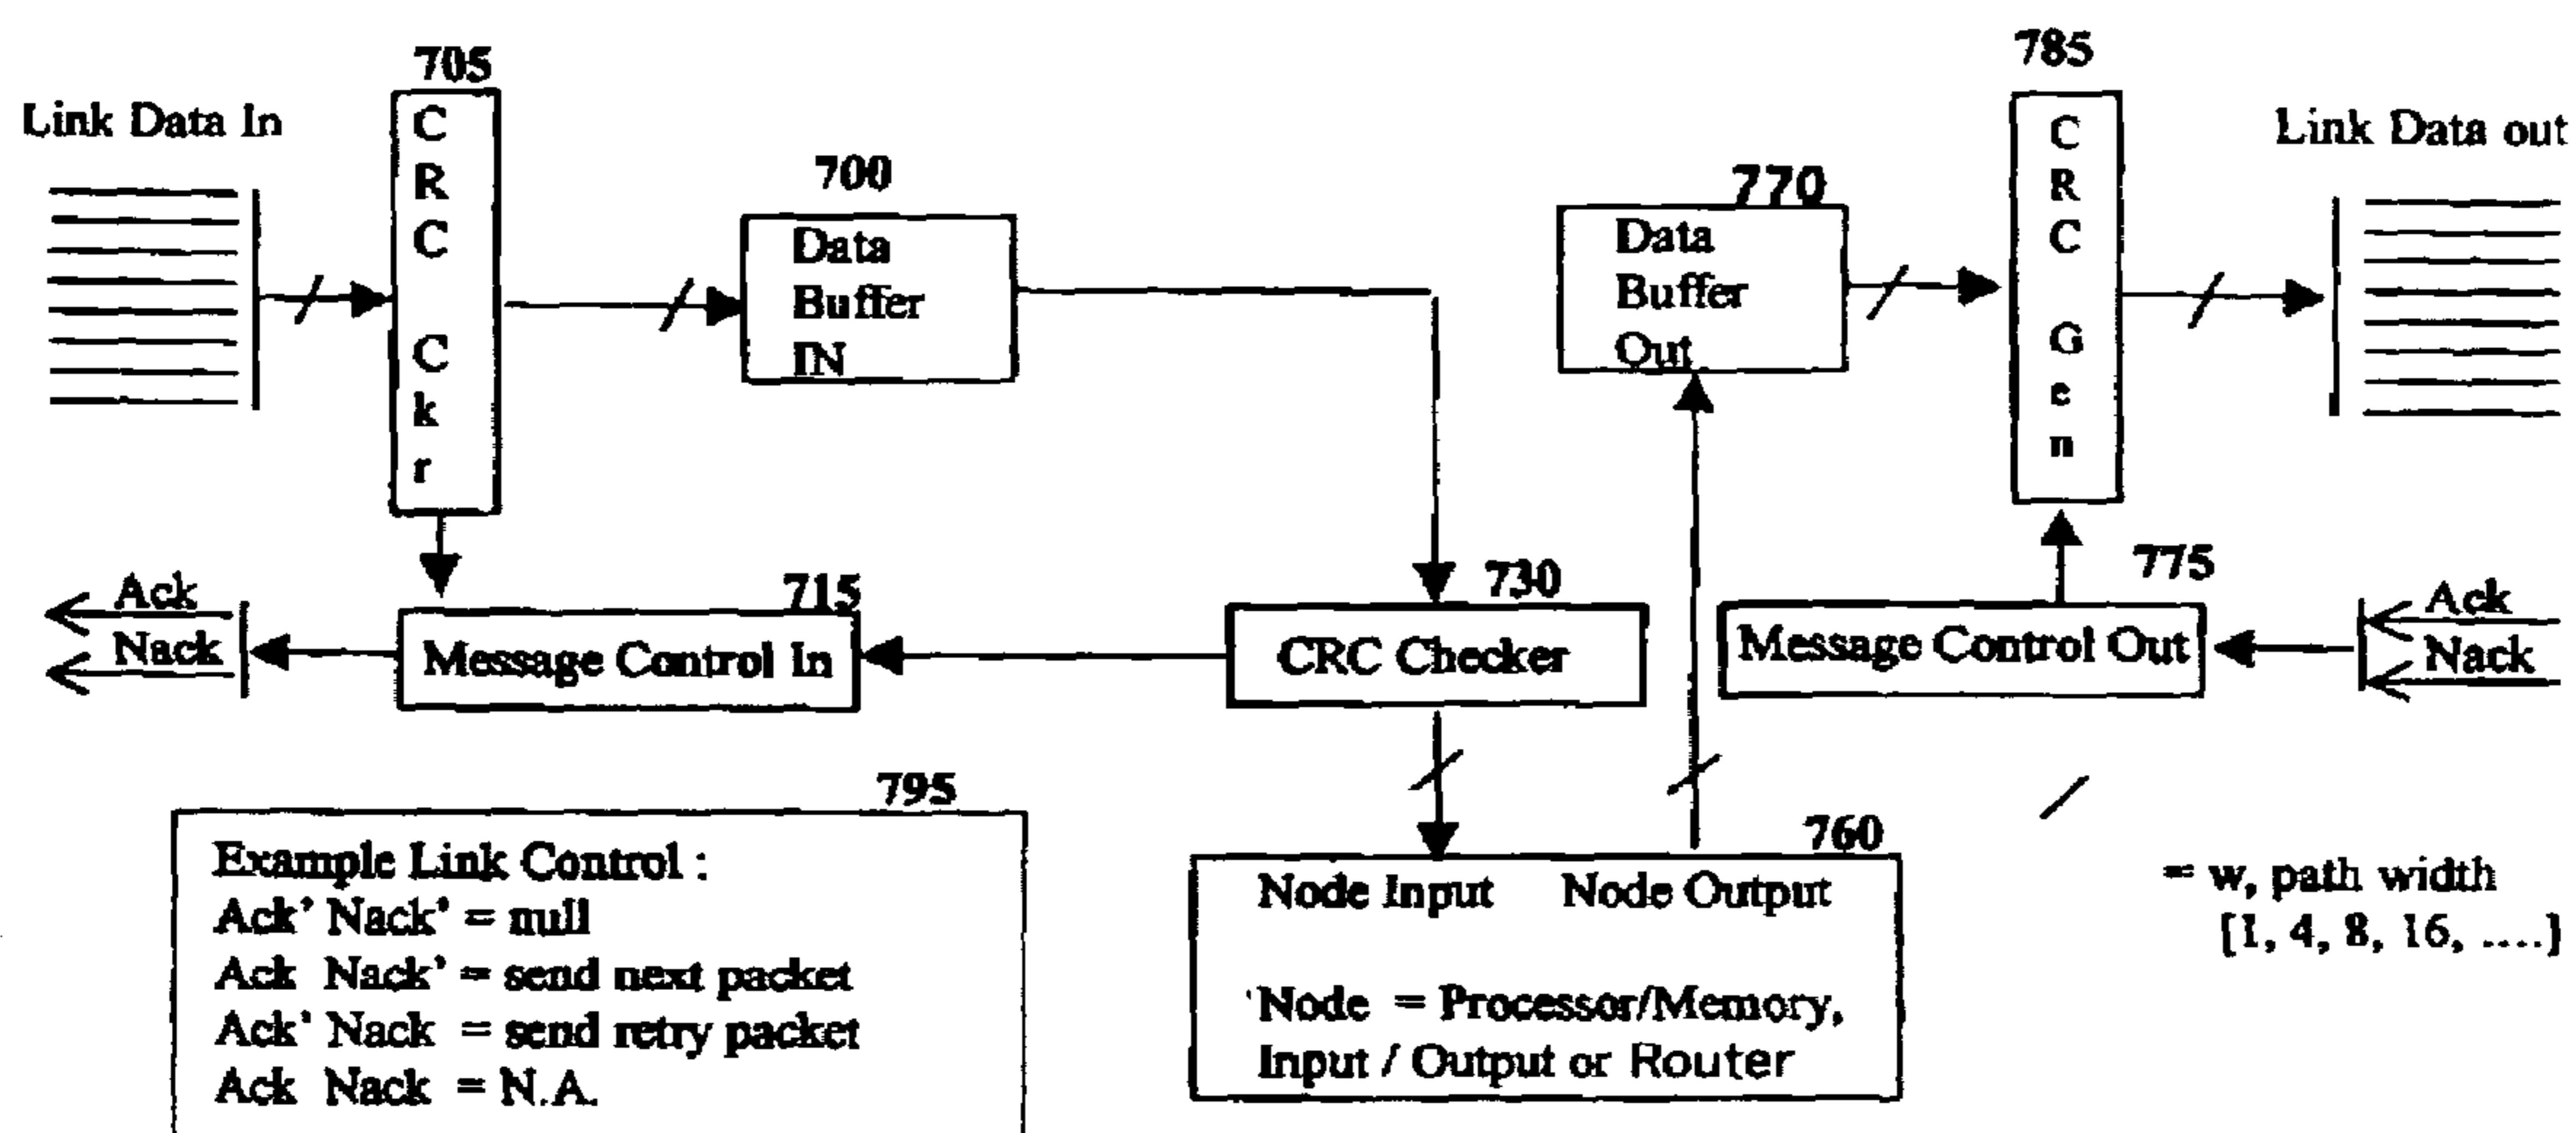 705
785
Link Data In
Link Data out
C
R
C
C
k
r
700
Data
Buffer
IN
770
Data
Buffer
Out
C
R
C
G
e
n
Ack
Nack
715
Message Control In
730
CRC Checker
775
Message Control Out
Ack
Nack
795
Example Link Control :
Ack' Nack' = null
Ack Nack' = send next packet
Ack' Nack = send retry packet
Ack Nack = N.A.
760
Node Input Node Output
Node = Processor/Memory,
Input / Output or Router
= w, path width
[1, 4, 8, 16, ....]